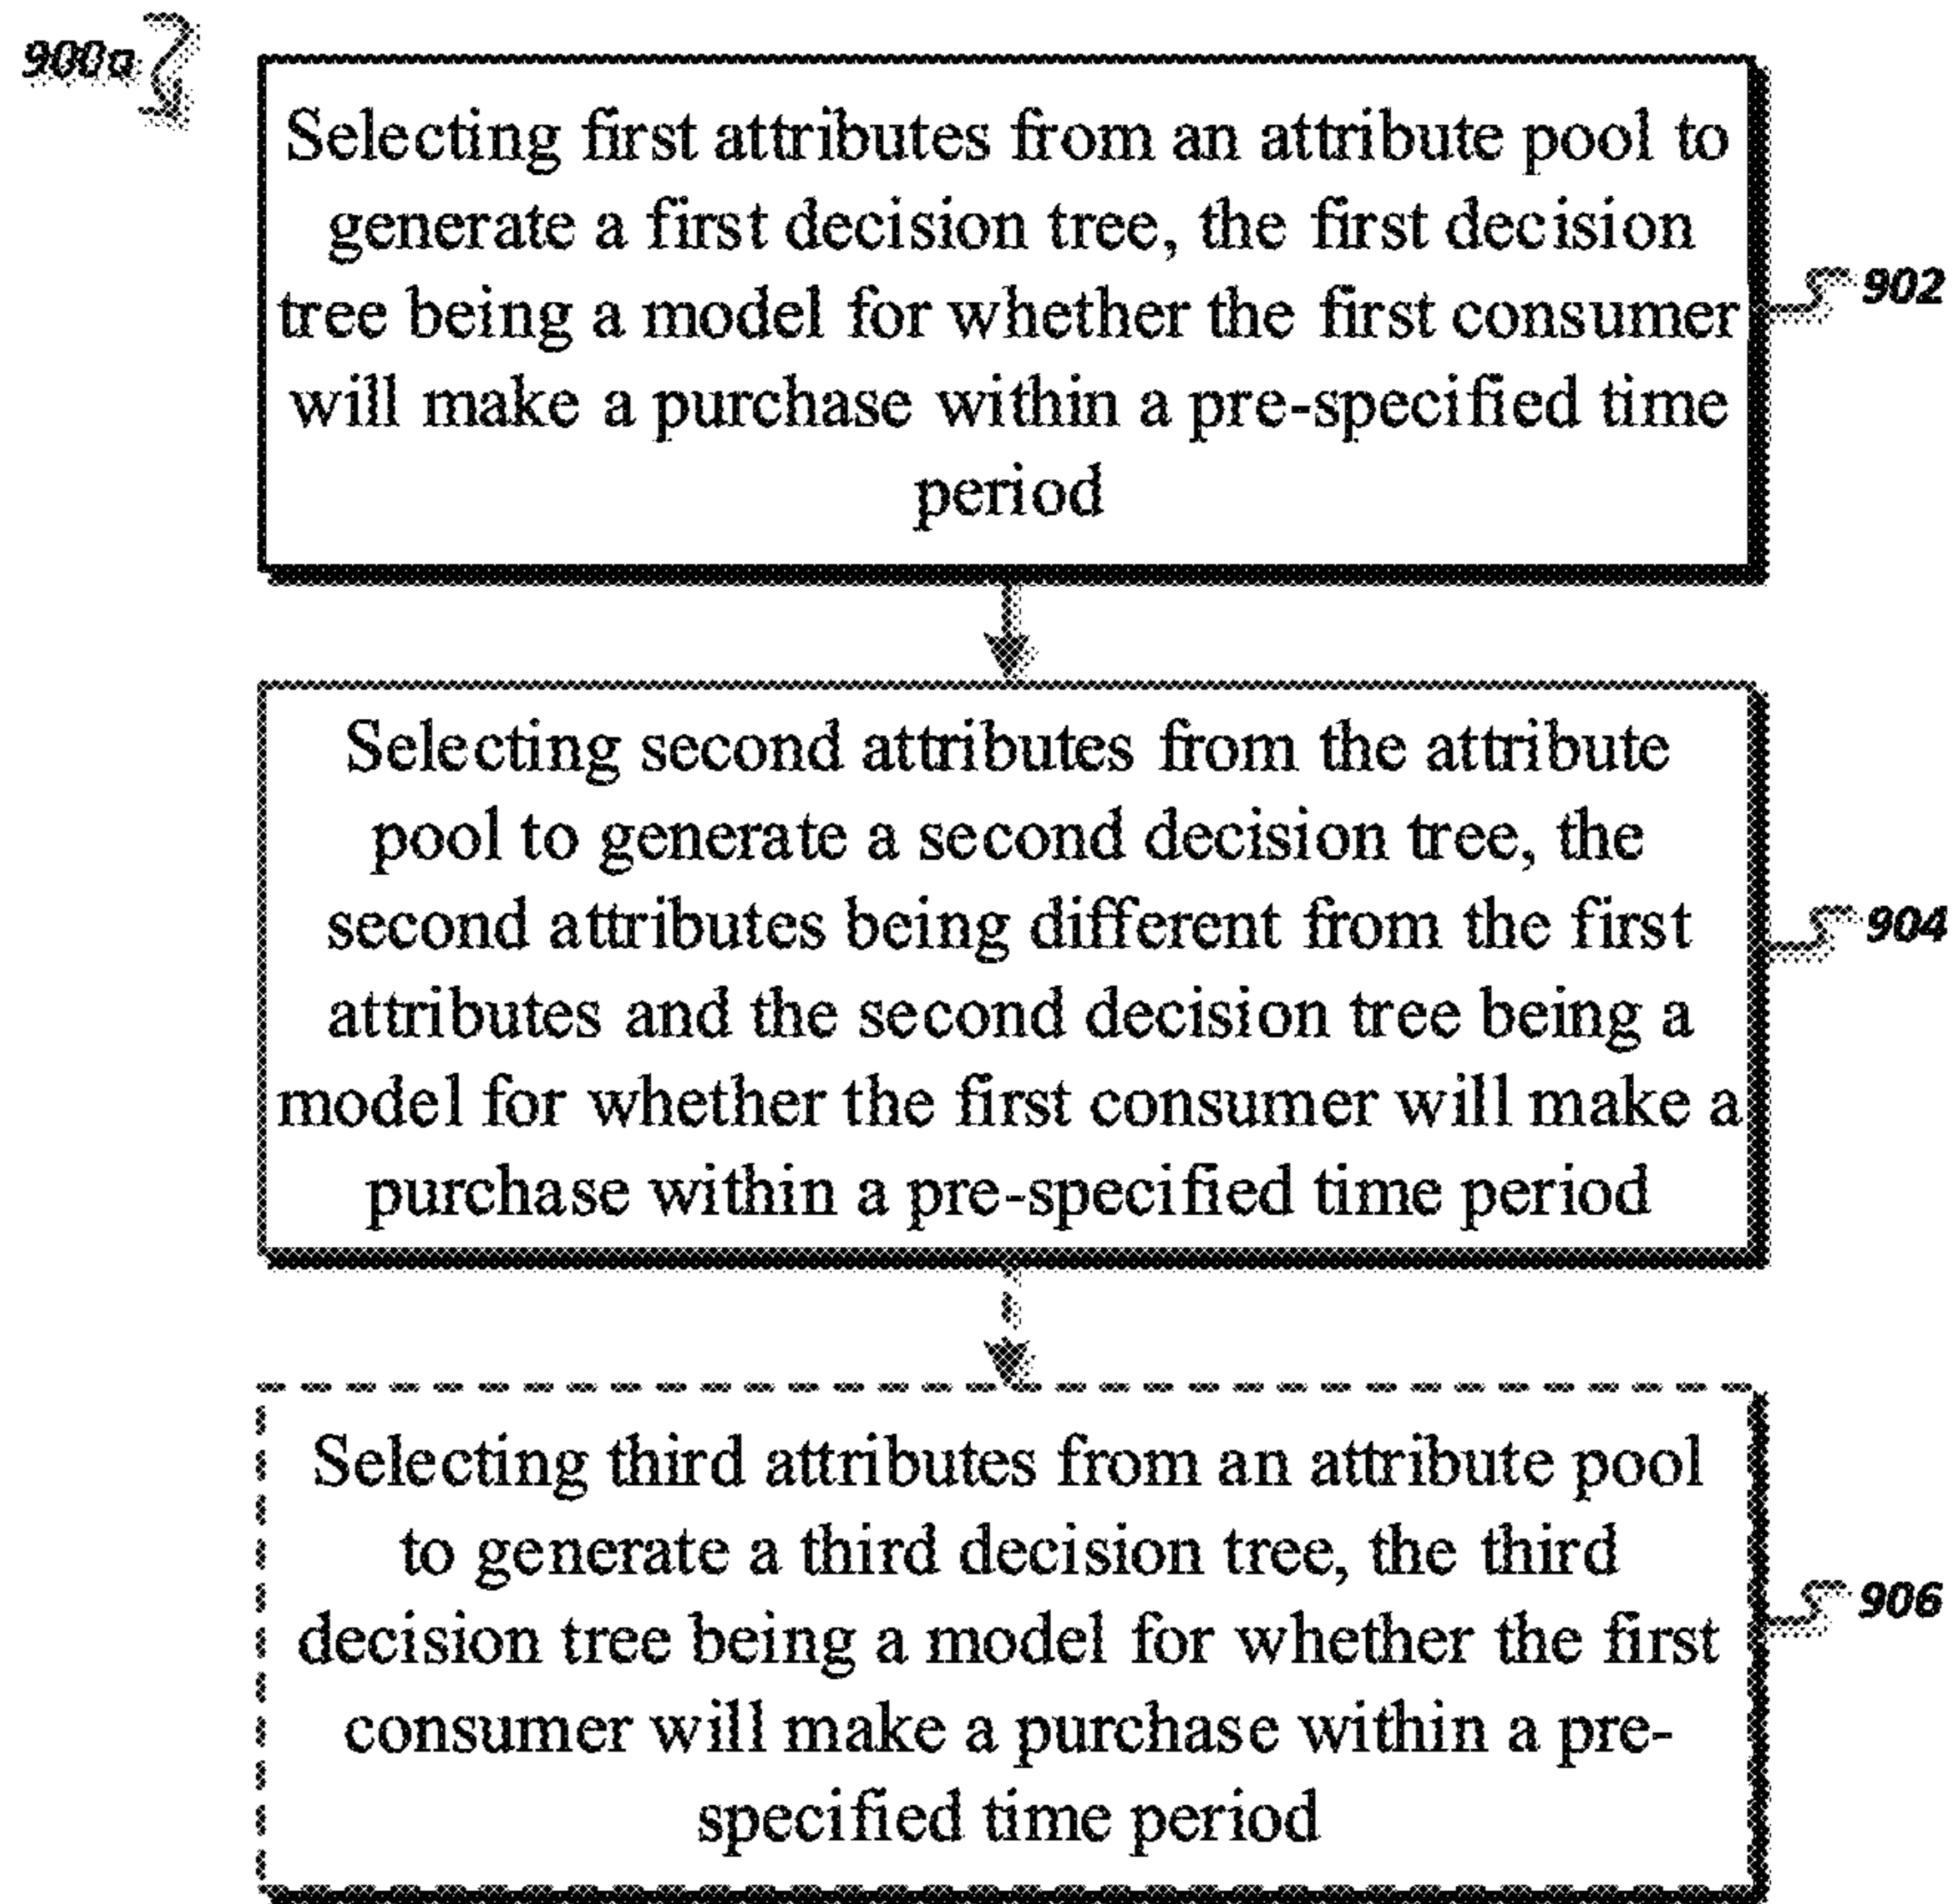 900a
Selecting first attributes from an attribute pool to
generate a first decision tree, the first decision
tree being a model for whether the first consumer
will make a purchase within a pre-specified time
period
902
Selecting second attributes from the attribute
pool to generate a second decision tree, the
second attributes being different from the first
attributes and the second decision tree being a
model for whether the first consumer will make a
purchase within a pre-specified time period
904
Selecting third attributes from an attribute pool
to generate a third decision tree, the third
decision tree being a model for whether the first
consumer will make a purchase within a pre-
specified time period
906